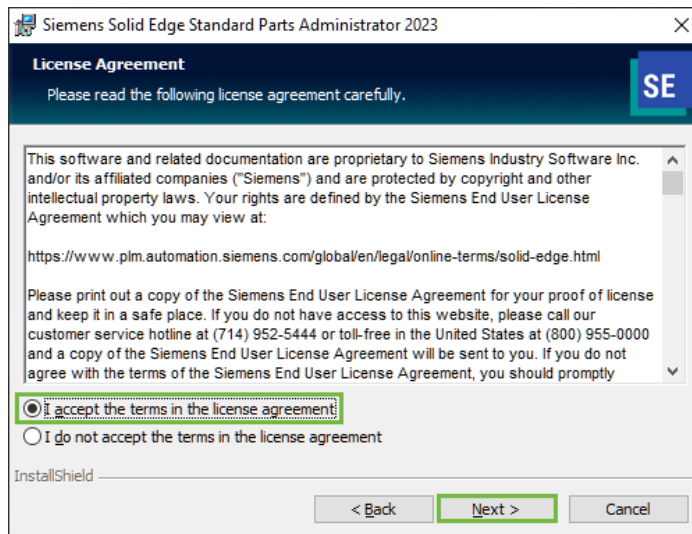 Siemens Solid Edge Standard Parts Administrator 2023
License Agreement
Please read the following license agreement carefully.
SE
This software and related documentation are proprietary to Siemens Industry Software Inc.
and/or its affiliated companies ("Siemens") and are protected by copyright and other
intellectual property laws. Your rights are defined by the Siemens End User License
Agreement which you may view at:
https://www.plm.automation.siemens.com/global/en/legal/online-terms/solid-edge.html
Please print out a copy of the Siemens End User License Agreement for your proof of license
and keep it in a safe place. If you do not have access to this website, please call our
customer service hotline at (714) 952-5444 or toll-free in the United States at (800) 955-0000
and a copy of the Siemens End User License Agreement will be sent to you. If you do not
agree with the terms of the Siemens End User License Agreement, you should promptly
I accept the terms in the license agreement
I do not accept the terms in the license agreement
InstallShield
< Back
Next >
Cancel